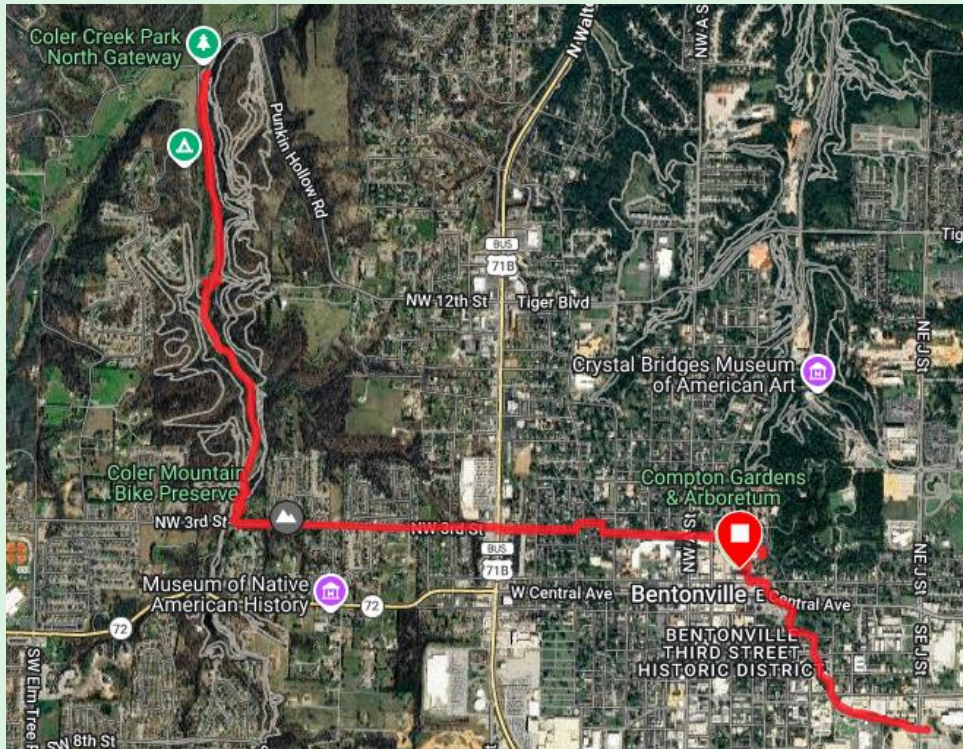 Coler Creek Park
North Gateway
N Walto
NW A S
Punkin Hollow Rd
BUS
71B
Tig
NW 12th St
Tiger Blvd
NE J St
Crystal Bridges Museum
of American Art
Coler Mountain
Bike Preserve
Compton Gardens
& Arboretum
NW 3rd St
NW 3rd St
NW A St
BUS
71B
NE J St
Museum of Native
American History
72
W Central Ave
Bentonville
E Central Ave
72
BENTONVILLE
THIRD STREET
HISTORIC DISTRICT
SE J St
SW Elm Tree R
SW 8th St